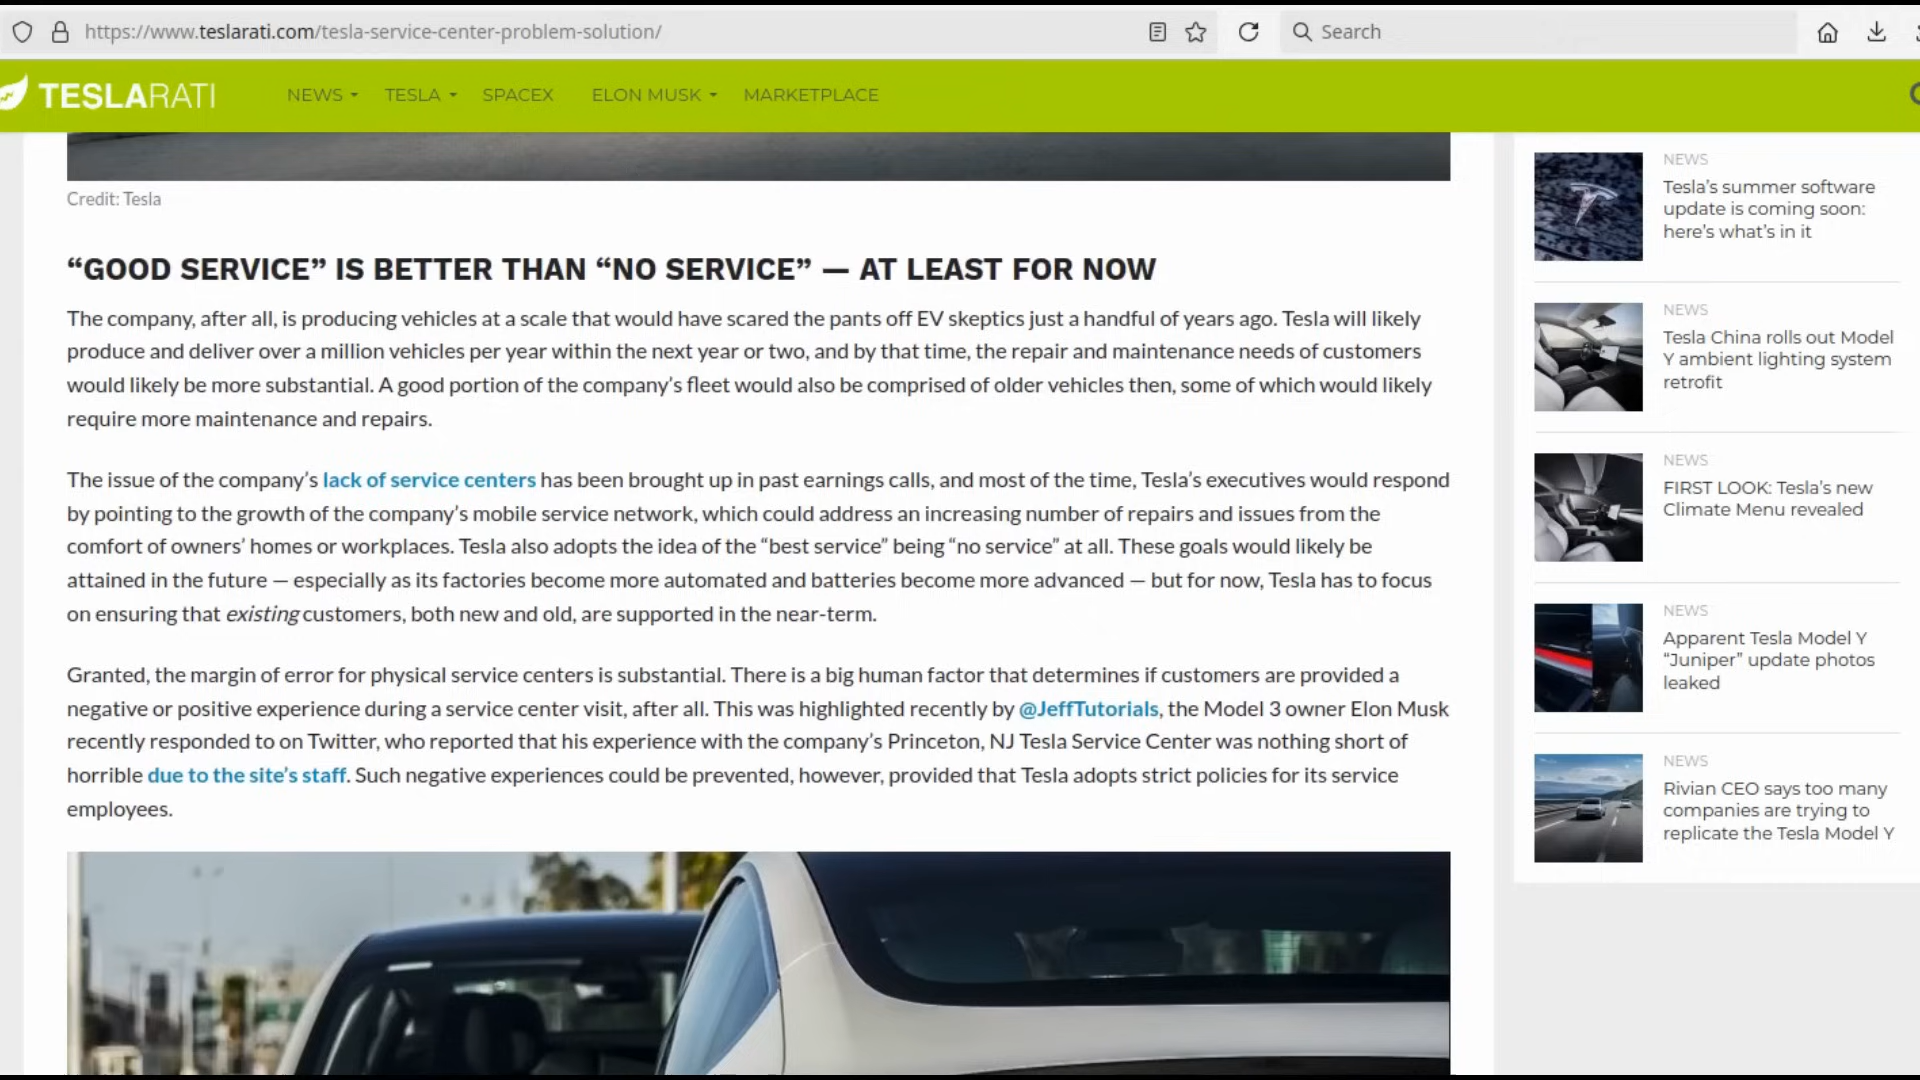 https://www.teslarati.com/tesla-service-center-problem-solution/
Search
TESLARATI
NEWS
TESLA
SPACEX
ELON MUSK
MARKETPLACE
Credit: Tesla
“GOOD SERVICE” IS BETTER THAN “NO SERVICE” — AT LEAST FOR NOW
The company, after all, is producing vehicles at a scale that would have scared the pants off EV skeptics just a handful of years ago. Tesla will likely
produce and deliver over a million vehicles per year within the next year or two, and by that time, the repair and maintenance needs of customers
would likely be more substantial. A good portion of the company’s fleet would also be comprised of older vehicles then, some of which would likely
require more maintenance and repairs.
The issue of the company’s lack of service centers has been brought up in past earnings calls, and most of the time, Tesla’s executives would respond
by pointing to the growth of the company’s mobile service network, which could address an increasing number of repairs and issues from the
comfort of owners’ homes or workplaces. Tesla also adopts the idea of the “best service” being “no service” at all. These goals would likely be
attained in the future — especially as its factories become more automated and batteries become more advanced — but for now, Tesla has to focus
on ensuring that existing customers, both new and old, are supported in the near-term.
Granted, the margin of error for physical service centers is substantial. There is a big human factor that determines if customers are provided a
negative or positive experience during a service center visit, after all. This was highlighted recently by @JeffTutorials, the Model 3 owner Elon Musk
recently responded to on Twitter, who reported that his experience with the company’s Princeton, NJ Tesla Service Center was nothing short of
horrible due to the site’s staff. Such negative experiences could be prevented, however, provided that Tesla adopts strict policies for its service
employees.
NEWS
Tesla’s summer software
update is coming soon:
here’s what’s in it
NEWS
Tesla China rolls out Model
Y ambient lighting system
retrofit
NEWS
FIRST LOOK: Tesla’s new
Climate Menu revealed
NEWS
Apparent Tesla Model Y
“Juniper” update photos
leaked
NEWS
Rivian CEO says too many
companies are trying to
replicate the Tesla Model Y